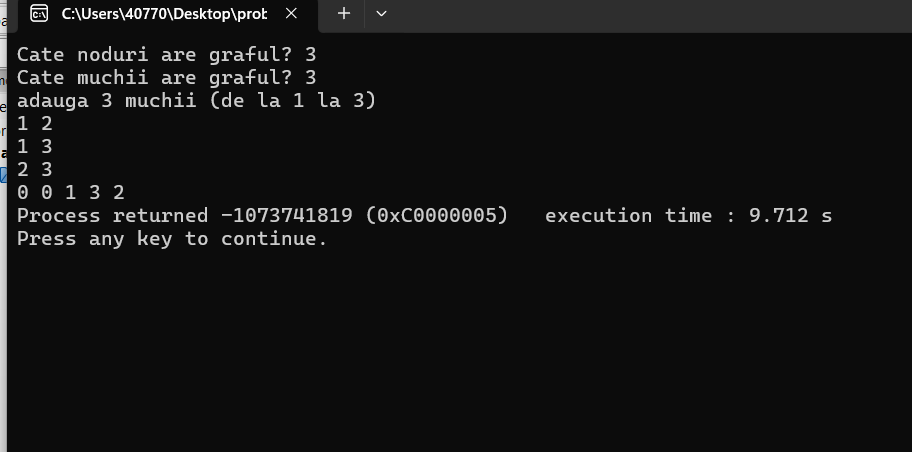 C:\Users\40770\Desktop\prob
Cate noduri are graful? 3
Cate muchii are graful? 3
adauga 3 muchii (de la 1 la 3)
1 2
1 3
2 3
0 0 1 3 2
Process returned -1073741819 (0xC0000005)   execution time : 9.712 s
Press any key to continue.